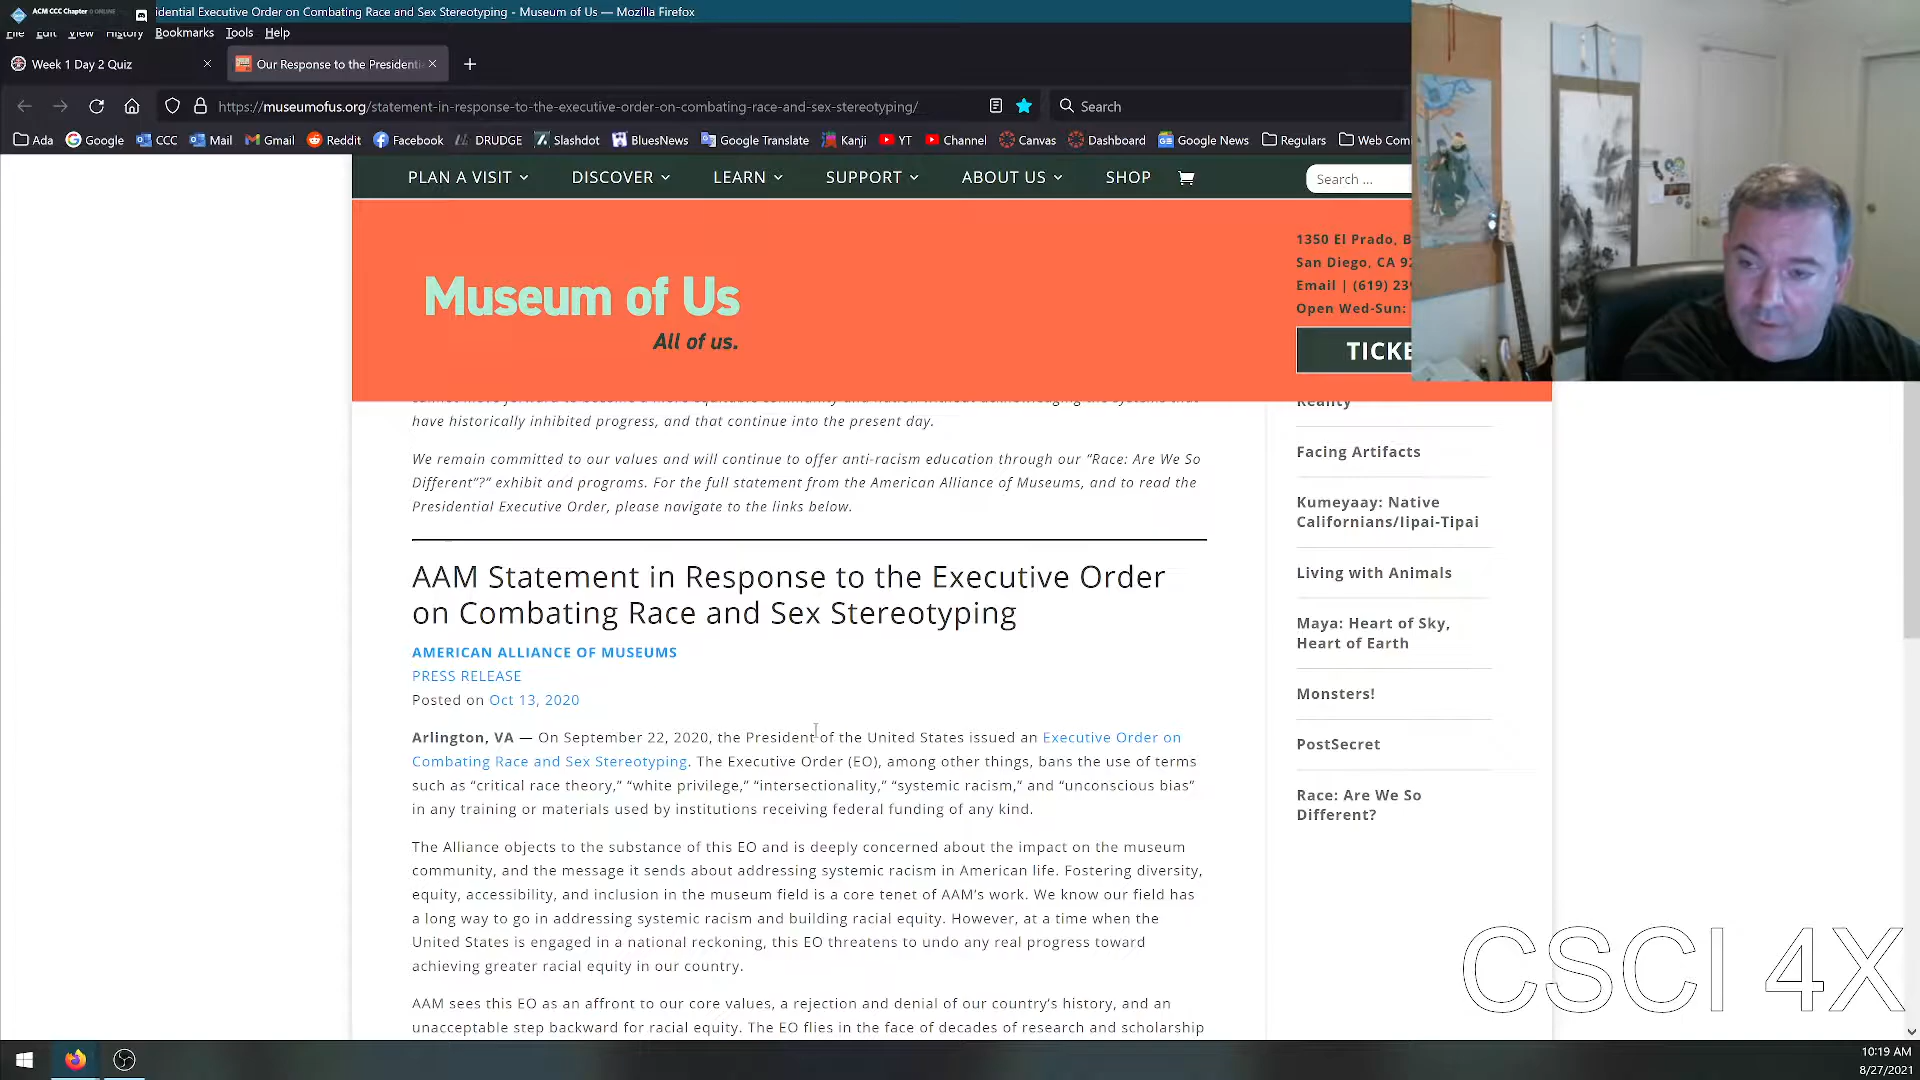 ACM CCC Chapter ONLINE
idential Executive Order on Combating Race and Sex Stereotyping - Museum of Us — Mozilla Firefox
File Edit View History Bookmarks Tools Help
Week 1 Day 2 Quiz
Our Response to the Presidenti
https://museumofus.org/statement-in-response-to-the-executive-order-on-combating-race-and-sex-stereotyping/
Search
Ada Google CCC Mail Gmail Reddit Facebook DRUDGE Slashdot BluesNews Google Translate Kanji YT Channel Canvas Dashboard Google News Regulars Web Com
PLAN A VISIT DISCOVER LEARN SUPPORT ABOUT US SHOP
Search ...
Museum of Us
All of us.
1350 El Prado, B
San Diego, CA 92
Email | (619) 239
Open Wed-Sun:
TICKE
have historically inhibited progress, and that continue into the present day.
We remain committed to our values and will continue to offer anti-racism education through our “Race: Are We So
Different”?” exhibit and programs. For the full statement from the American Alliance of Museums, and to read the
Presidential Executive Order, please navigate to the links below.
AAM Statement in Response to the Executive Order
on Combating Race and Sex Stereotyping
AMERICAN ALLIANCE OF MUSEUMS
PRESS RELEASE
Posted on Oct 13, 2020
Arlington, VA — On September 22, 2020, the President of the United States issued an Executive Order on
Combating Race and Sex Stereotyping. The Executive Order (EO), among other things, bans the use of terms
such as “critical race theory,” “white privilege,” “intersectionality,” “systemic racism,” and “unconscious bias”
in any training or materials used by institutions receiving federal funding of any kind.
The Alliance objects to the substance of this EO and is deeply concerned about the impact on the museum
community, and the message it sends about addressing systemic racism in American life. Fostering diversity,
equity, accessibility, and inclusion in the museum field is a core tenet of AAM’s work. We know our field has
a long way to go in addressing systemic racism and building racial equity. However, at a time when the
United States is engaged in a national reckoning, this EO threatens to undo any real progress toward
achieving greater racial equity in our country.
AAM sees this EO as an affront to our core values, a rejection and denial of our country’s history, and an
unacceptable step backward for racial equity. The EO flies in the face of decades of research and scholarship
Reality
Facing Artifacts
Kumeyaay: Native
Californians/Iipai-Tipai
Living with Animals
Maya: Heart of Sky,
Heart of Earth
Monsters!
PostSecret
Race: Are We So
Different?
CSCI 4X
10:19 AM
8/27/2021